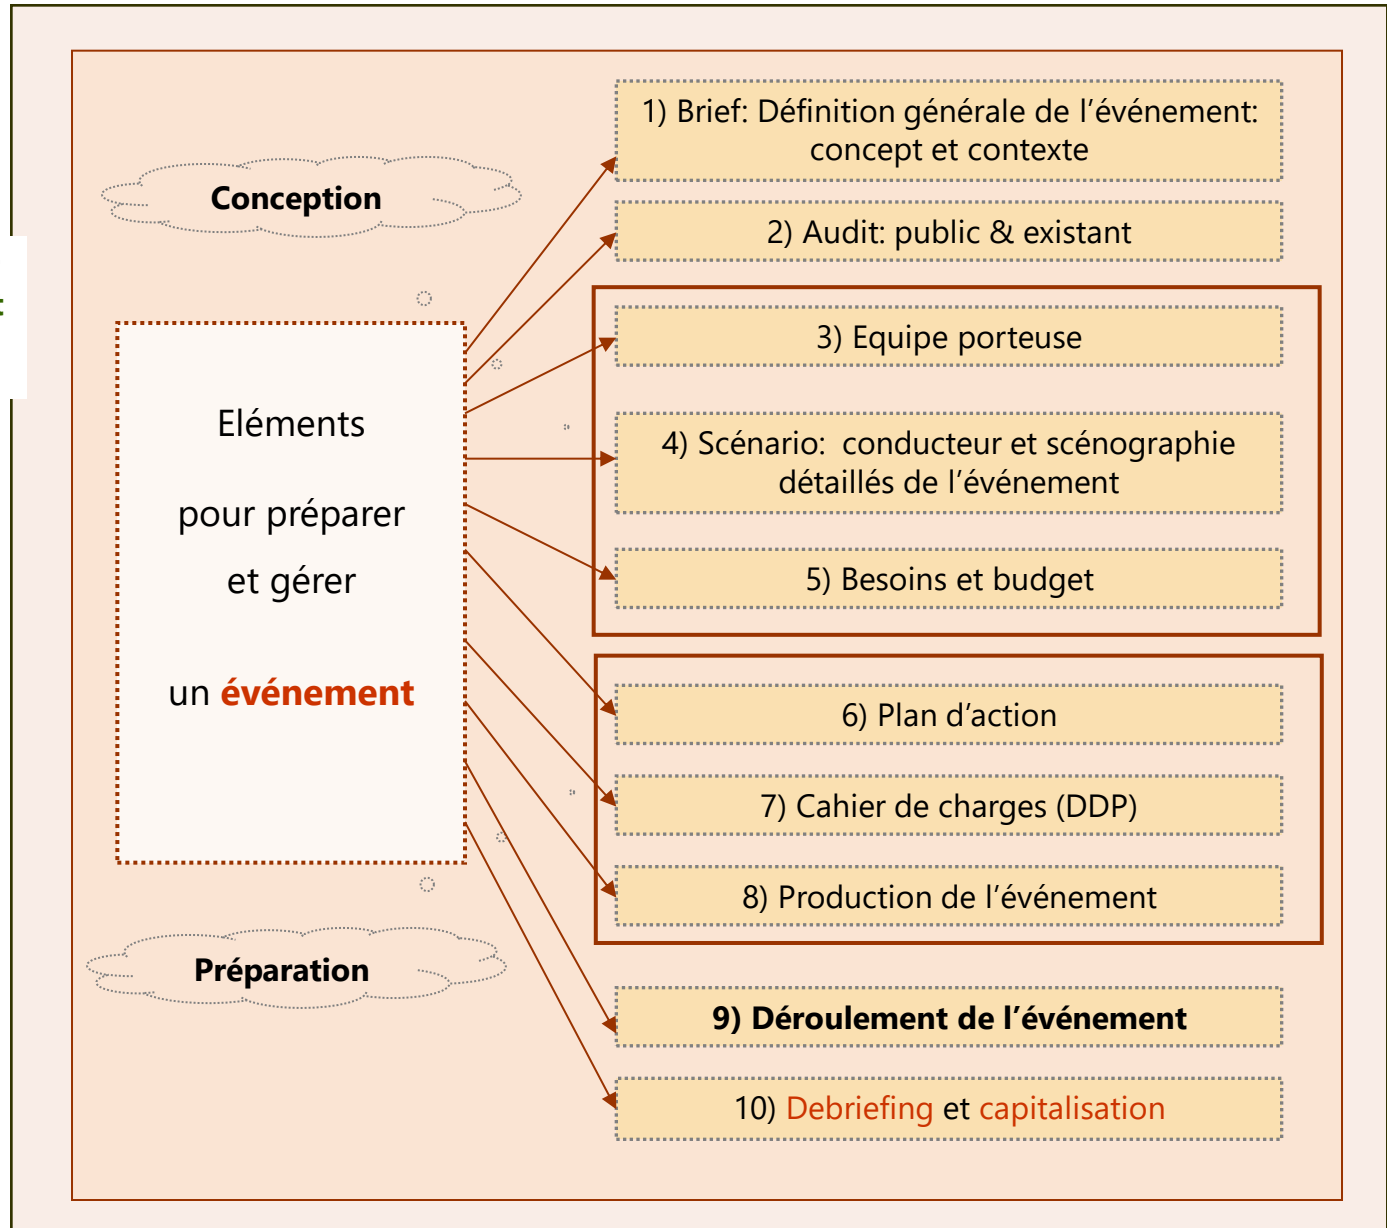 Conception
Eléments
pour préparer
et gérer
un événement
Préparation
1) Brief: Définition générale de l’événement:
concept et contexte
2) Audit: public & existant
3) Equipe porteuse
4) Scénario:  conducteur et scénographie
détaillés de l’événement
5) Besoins et budget
6) Plan d’action
7) Cahier de charges (DDP)
8) Production de l’événement
9) Déroulement de l’événement
10) Debriefing et capitalisation